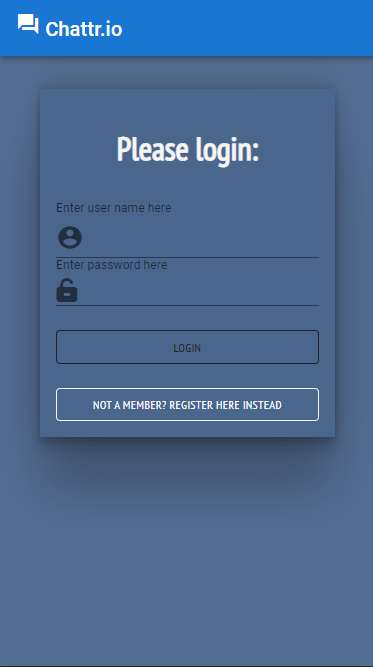 Chattr.io
Please login:
Enter user name here
Enter password here
LOGIN
NOT A MEMBER? REGISTER HERE INSTEAD